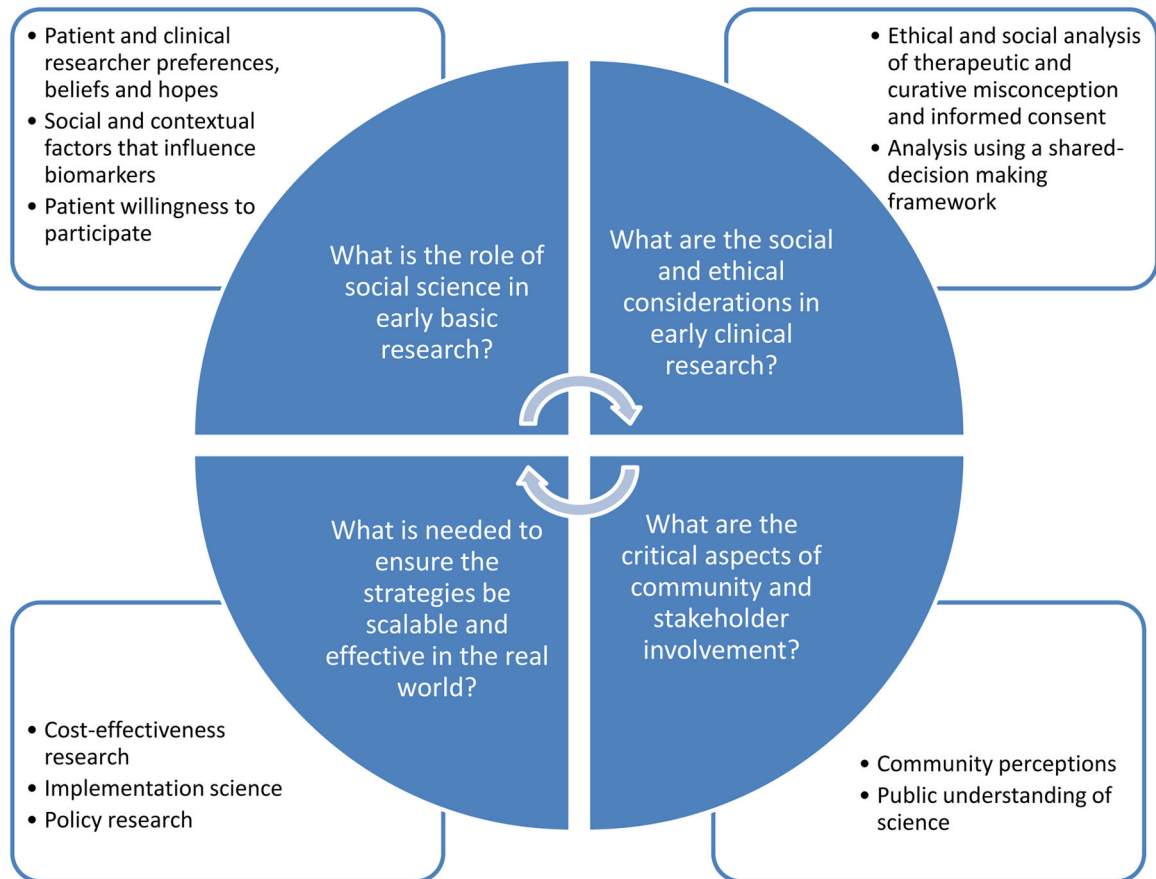 • Patient and clinical
researcher preferences,
beliefs and hopes
• Social and contextual
factors that influence
biomarkers
• Patient willingness to
participate
• Ethical and social analysis
of therapeutic and
curative misconception
and informed consent
• Analysis using a shared-
decision making
framework
What is the role of
social science in
early basic
research?
What are the social
and ethical
considerations in
early clinical
research?
What is needed to
ensure the
strategies be
scalable and
effective in the real
world?
What are the
critical aspects of
community and
stakeholder
involvement?
• Cost-effectiveness
research
• Implementation science
• Policy research
• Community perceptions
• Public understanding of
science